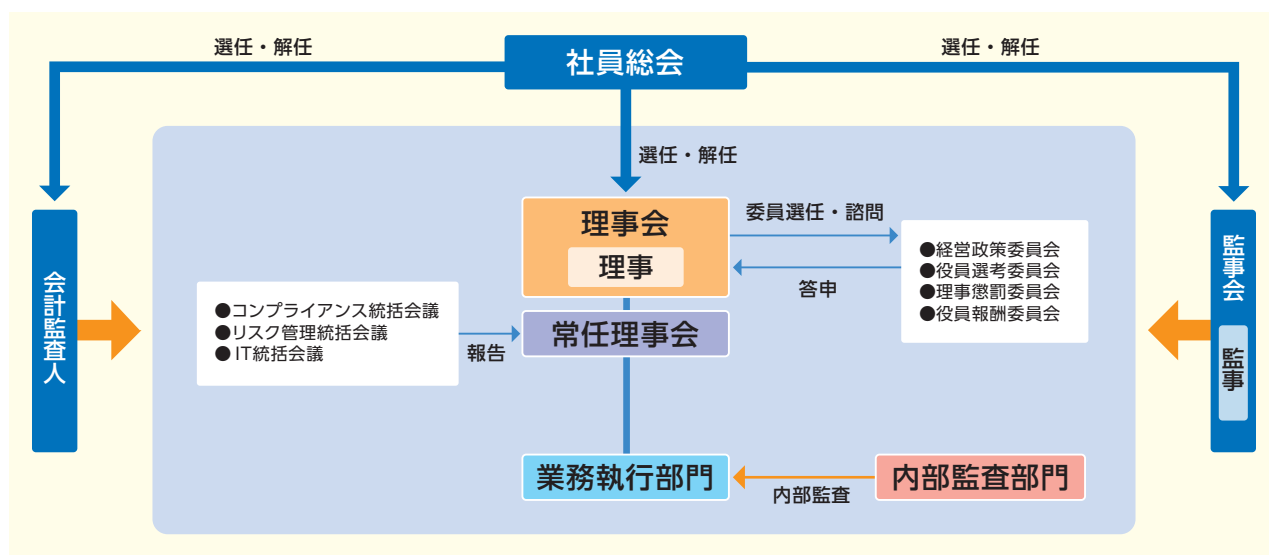 選任・解任
社員総会
選任・解任
選任・解任
理事会
理事
委員選任・諮問
答申
●経営政策委員会
●役員選考委員会
●理事懲罰委員会
●役員報酬委員会
会計監査人
監事会
監事
●コンプライアンス統括会議
●リスク管理統括会議
●IT統括会議
報告
常任理事会
業務執行部門
内部監査
内部監査部門